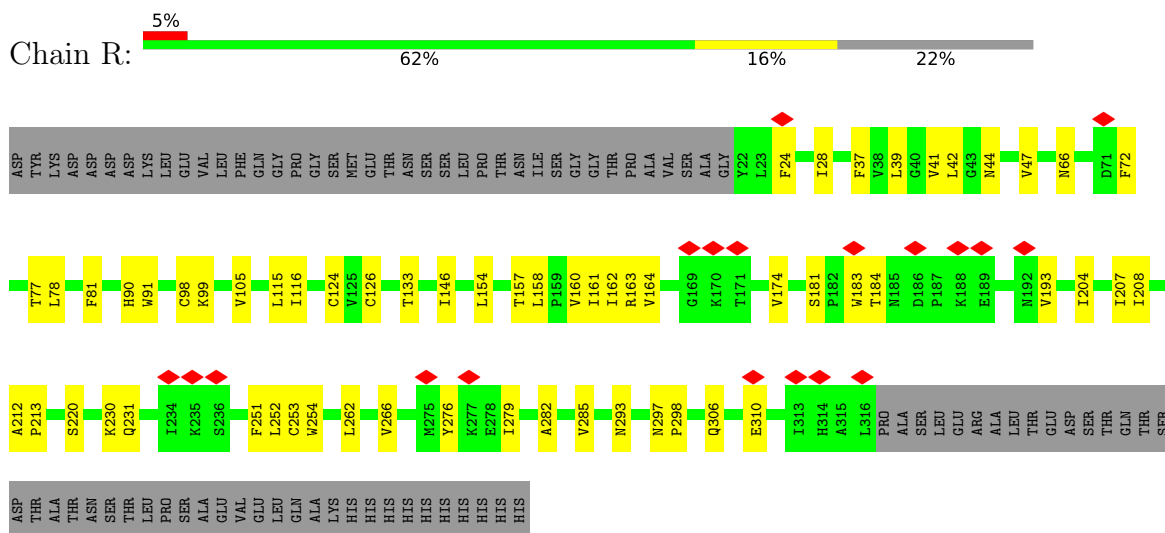 5%
Chain R:
62% 16% 22%
ASP TYR LYS ASP ASP ASP ASP LYS LEU GLU VAL LEU PHE GLN GLY PRO GLY SER MET GLU THR ASN SER SER LEU PRO THR ASN ILE SER GLY GLY THR PRO ALA VAL SER ALA GLY Y22 L23 F24 I28 F37 V38 L39 G40 V41 L42 G43 N44 V47 N66 D71 F72
T77 L78 F81 H90 W91 C98 K99 V105 L115 I116 C124 V125 C126 T133 I146 L154 T157 L158 P159 V160 I161 I162 R163 V164 G169 K170 T171 V174 S181 P182 W183 T184 N185 D186 P187 K188 E189 N192 V193 I204 I207 I208
A212 P213 S220 K230 Q231 I234 K235 S236 F251 L252 C253 W254 L262 V266 M275 Y276 K277 E278 I279 A282 V285 N293 N297 P298 Q306 E310 I313 H314 A315 L316 PRO ALA SER LEU GLU ARG ALA LEU THR GLU ASP SER THR GLN THR SER
ASP THR ALA THR ASN SER THR LEU PRO SER ALA GLU VAL GLU LEU GLN ALA LYS HIS HIS HIS HIS HIS HIS HIS HIS HIS HIS